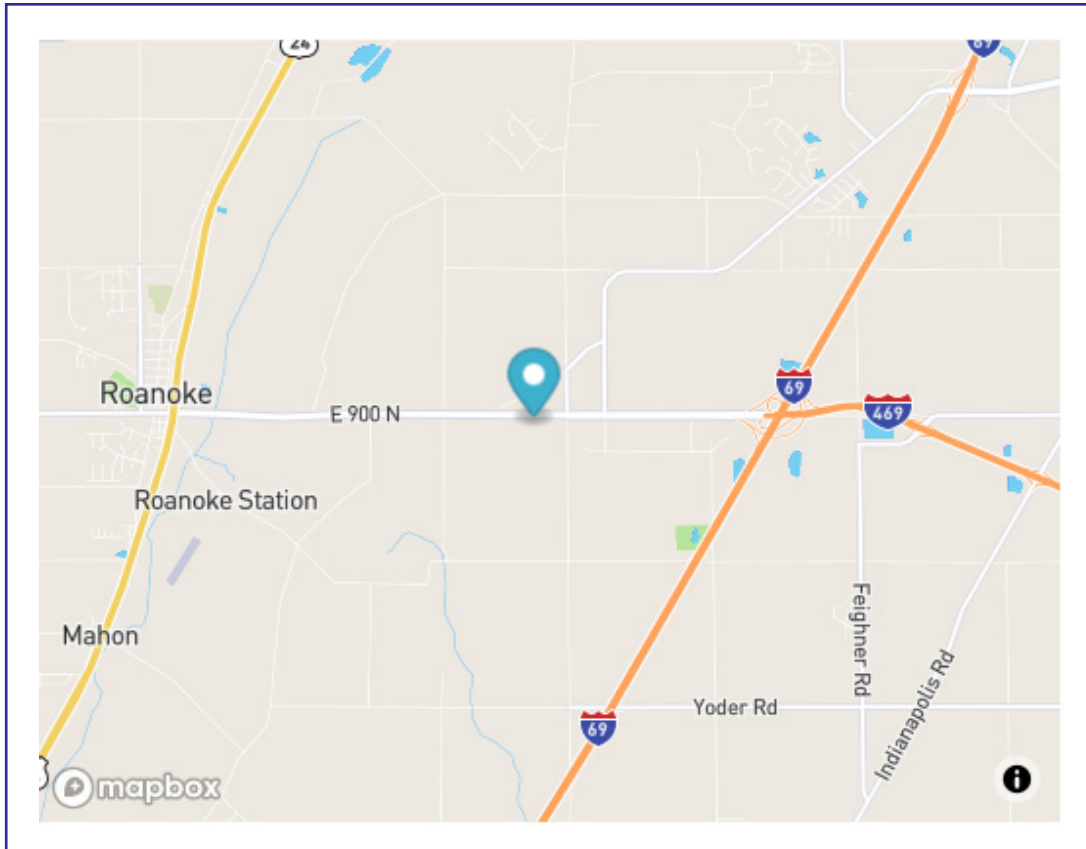 24
69
69
469
Roanoke
E 900 N
Roanoke Station
Feighner Rd
Mahon
Indianapolis Rd
Yoder Rd
69
mapbox
i